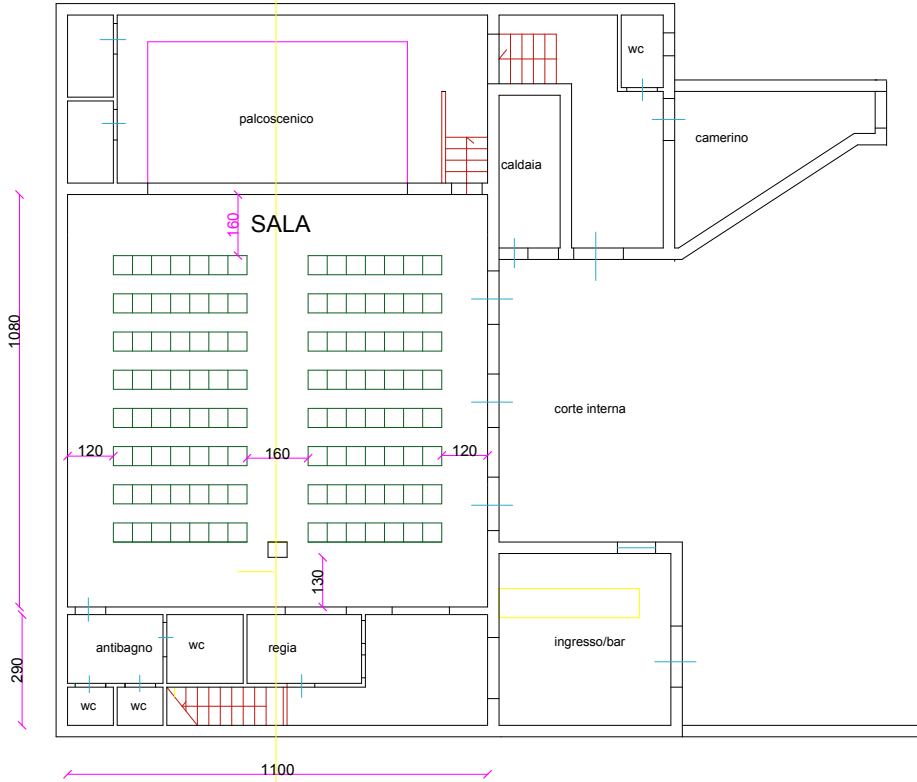 wc
palcoscenico
camerino
caldaia
160
SALA
1080
corte interna
120
160
120
130
antibagno
wc
regia
ingresso/bar
290
wc
wc
1100